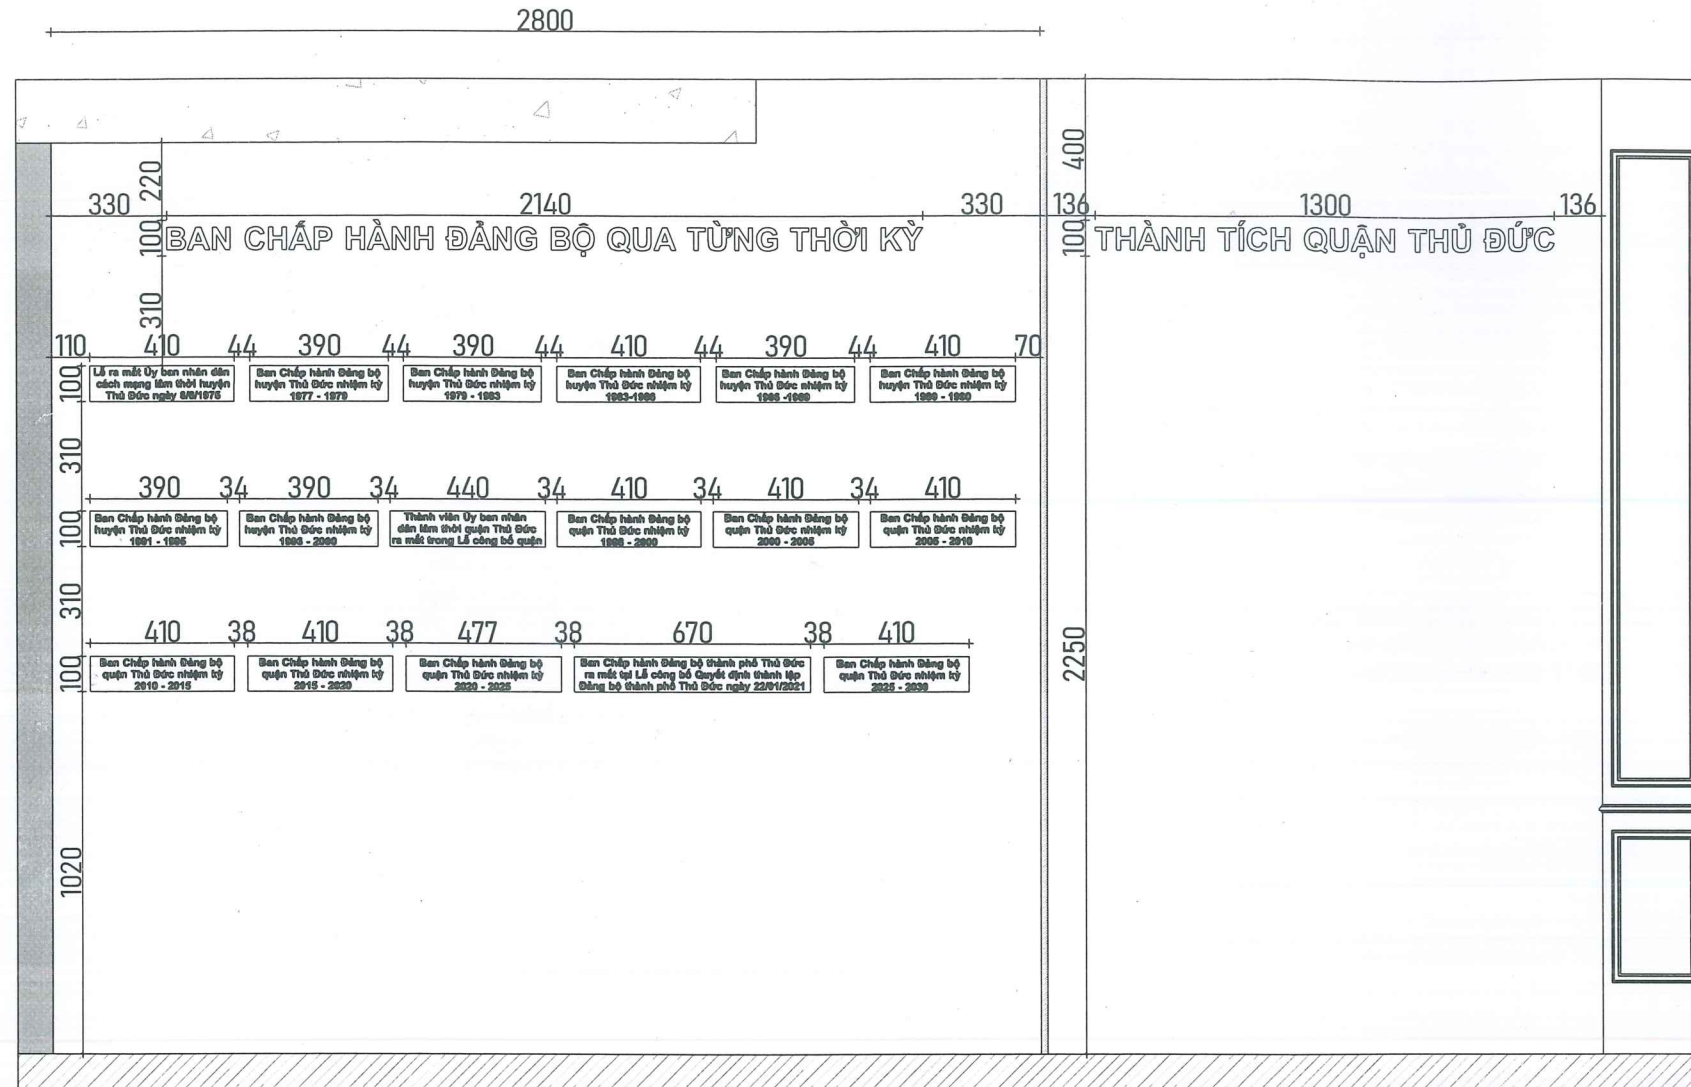 2800
400
220
330
2140
330
136
1300
136
100
BAN CHẤP HÀNH ĐẢNG BỘ QUA TỪNG THỜI KỲ
100
THÀNH TÍCH QUẬN THỦ ĐỨC
310
110 410 44 390 44 390 44 410 44 390 44 410 70
100
Lễ ra mắt Ủy ban nhân dân
cách mạng lâm thời huyện
Thủ Đức ngày
Ban Chấp hành Đảng bộ
huyện Thủ Đức nhiệm kỳ
1977 - 1979
Ban Chấp hành Đảng bộ
huyện Thủ Đức nhiệm kỳ
1979 - 1983
Ban Chấp hành Đảng bộ
huyện Thủ Đức nhiệm kỳ
1983-1986
Ban Chấp hành Đảng bộ
huyện Thủ Đức nhiệm kỳ
Ban Chấp hành Đảng bộ
huyện Thủ Đức nhiệm kỳ
310
390 34 390 34 440 34 410 34 410 34 410
100
Ban Chấp hành Đảng bộ
huyện Thủ Đức nhiệm kỳ
1991 - 1995
Ban Chấp hành Đảng bộ
huyện Thủ Đức nhiệm kỳ
Thành viên Ủy ban nhân
dân lâm thời quận Thủ Đức
ra mắt trong Lễ công bố quận
Ban Chấp hành Đảng bộ
quận Thủ Đức nhiệm kỳ
Ban Chấp hành Đảng bộ
quận Thủ Đức nhiệm kỳ
2000 - 2005
Ban Chấp hành Đảng bộ
quận Thủ Đức nhiệm kỳ
2005 - 2010
310
410 38 410 38 477 38 670 38 410
100
Ban Chấp hành Đảng bộ
quận Thủ Đức nhiệm kỳ
2010 - 2015
Ban Chấp hành Đảng bộ
quận Thủ Đức nhiệm kỳ
2015 - 2020
Ban Chấp hành Đảng bộ
quận Thủ Đức nhiệm kỳ
2020 - 2025
Ban Chấp hành Đảng bộ thành phố Thủ Đức
ra mắt tại Lễ công bố Quyết định thành lập
Đảng bộ thành phố Thủ Đức ngày 22/01/2021
Ban Chấp hành Đảng bộ
quận Thủ Đức nhiệm kỳ
2025 - 2030
2250
1020